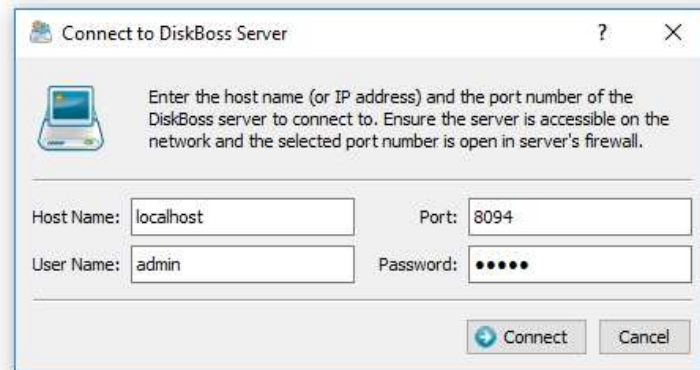 Connect to DiskBoss Server
Enter the host name (or IP address) and the port number of the
DiskBoss server to connect to. Ensure the server is accessible on the
network and the selected port number is open in server's firewall.
Host Name: localhost Port: 8094
User Name: admin Password: •••••
Connect Cancel